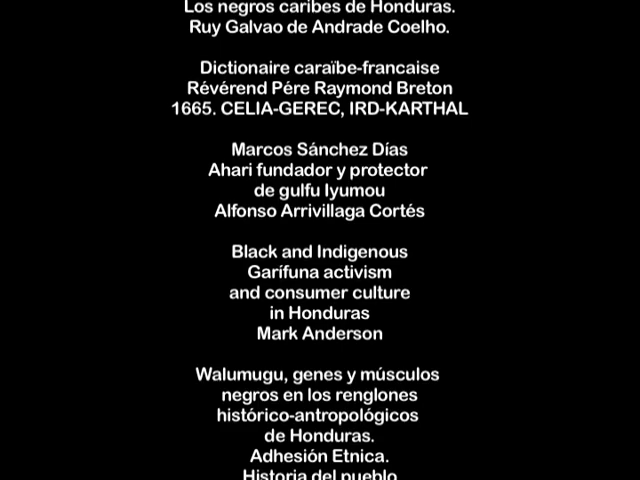 Los negros caribes de Honduras.
Ruy Galvao de Andrade Coelho.
Dictionaire caraïbe-francaise
Révérend Pére Raymond Breton
1665. CELIA-GEREC, IRD-KARTHAL
Marcos Sánchez Días
Ahari fundador y protector
de gulfu Iyumou
Alfonso Arrivillaga Cortés
Black and Indigenous
Garífuna activism
and consumer culture
in Honduras
Mark Anderson
Walumugu, genes y músculos
negros en los renglones
histórico-antropológicos
de Honduras.
Adhesión Etnica.
Historia del pueblo